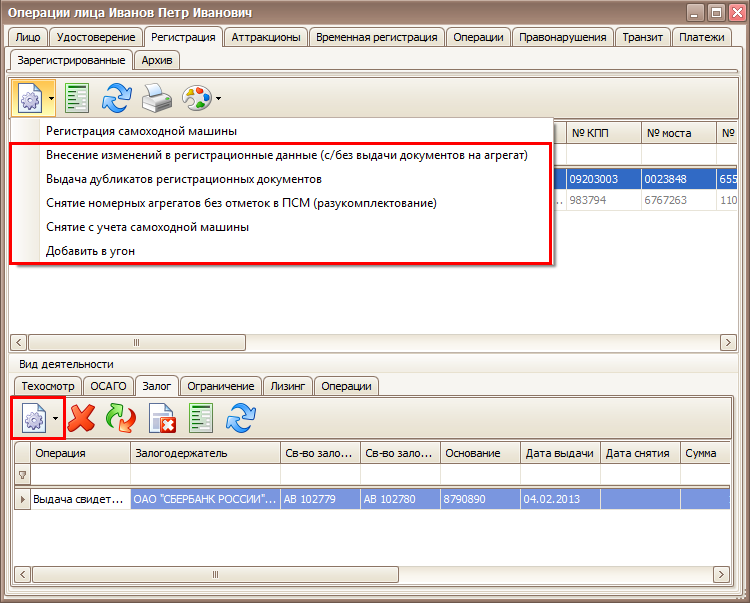 Операции лица Иванов Петр Иванович
Лицо Удостоверение Регистрация Аттракционы Временная регистрация Операции Правонарушения Транзит Платежи
Зарегистрированные Архив
Регистрация самоходной машины
Внесение изменений в регистрационные данные (с/без выдачи документов на агрегат)
Выдача дубликатов регистрационных документов
Снятие номерных агрегатов без отметок в ПСМ (разукомплектование)
Снятие с учета самоходной машины
Добавить в угон
№ КПП № моста №
09203003 0023848 655
.. 983794 6767263 110
Вид деятельности
Техосмотр ОСАГО Залог Ограничение Лизинг Операции
Операция Залогодержатель Св-во зало... Св-во зало... Основание Дата выдачи Дата снятия Сумма
Выдача свидет... ОАО "СБЕРБАНК РОССИИ"... АВ 102779 АВ 102780 8790890 04.02.2013